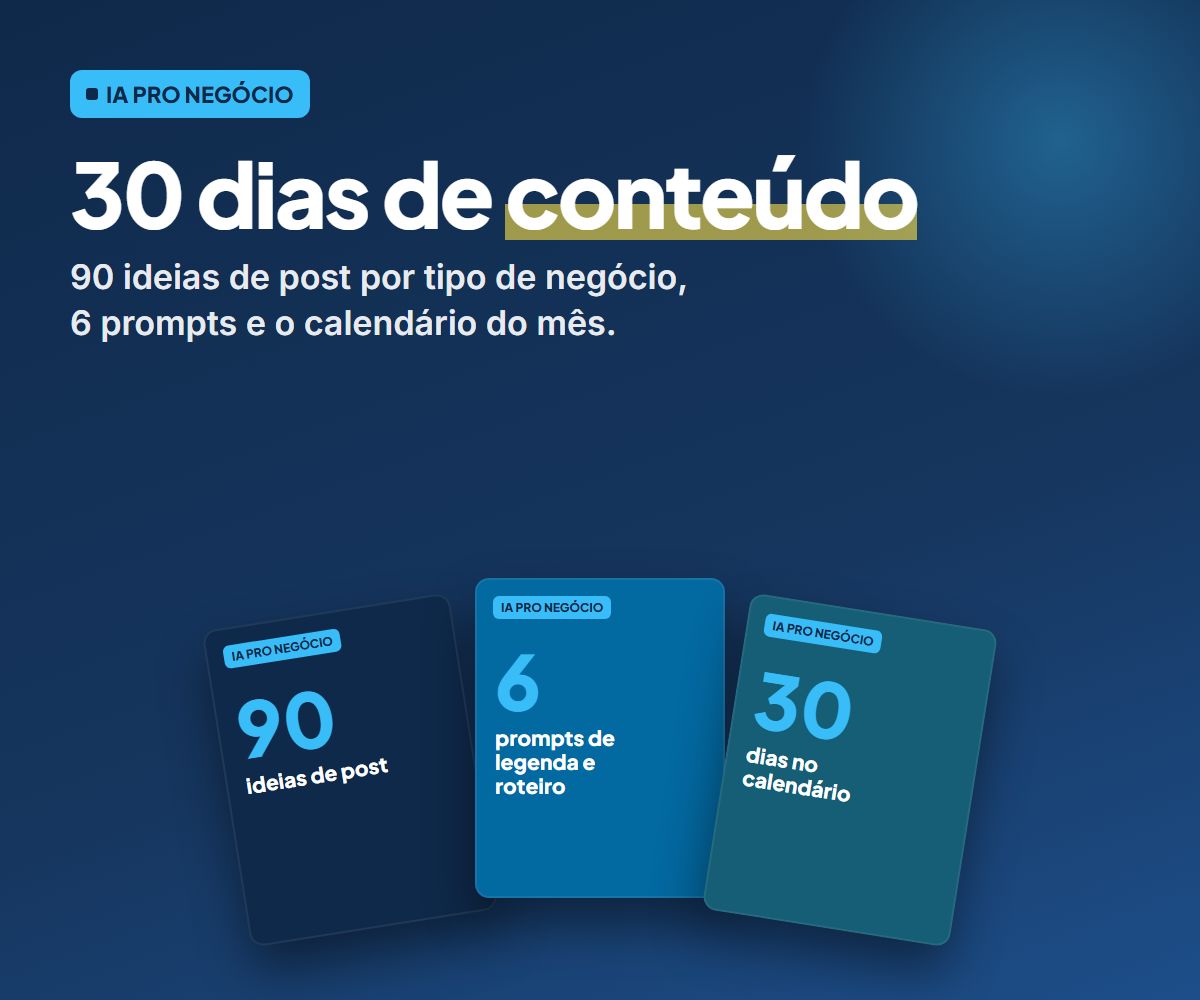 IA PRO NEGÓCIO
30 dias de conteúdo
90 ideias de post por tipo de negócio,
6 prompts e o calendário do mês.
IA PRO NEGÓCIO
90
ideias de post
IA PRO NEGÓCIO
6
prompts de
legenda e
roteiro
IA PRO NEGÓCIO
30
dias no
calendário